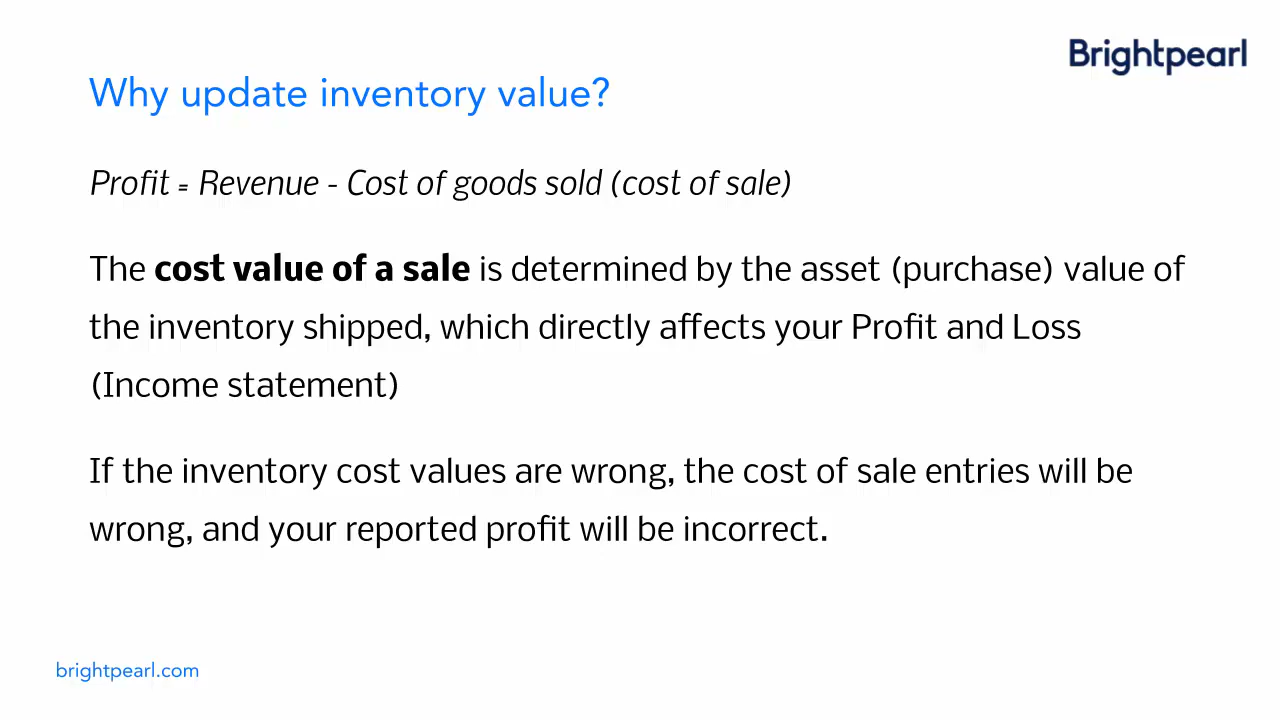 Brightpearl
Why update inventory value?
Profit = Revenue - Cost of goods sold (cost of sale)
The cost value of a sale is determined by the asset (purchase) value of
the inventory shipped, which directly affects your Profit and Loss
(Income statement)
If the inventory cost values are wrong, the cost of sale entries will be
wrong, and your reported profit will be incorrect.
brightpearl.com